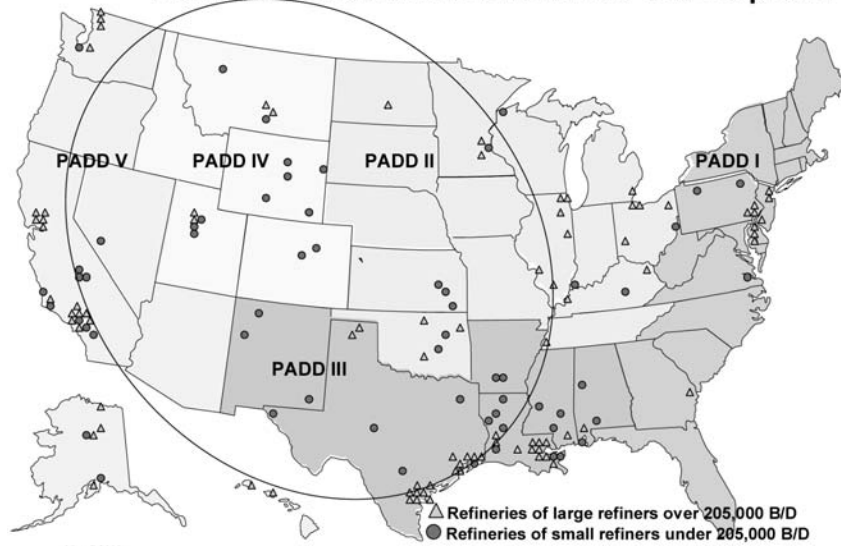 PADD V
PADD IV
PADD II
PADD I
PADD III
Refineries of large refiners over 205,000 B/D
Refineries of small refiners under 205,000 B/D